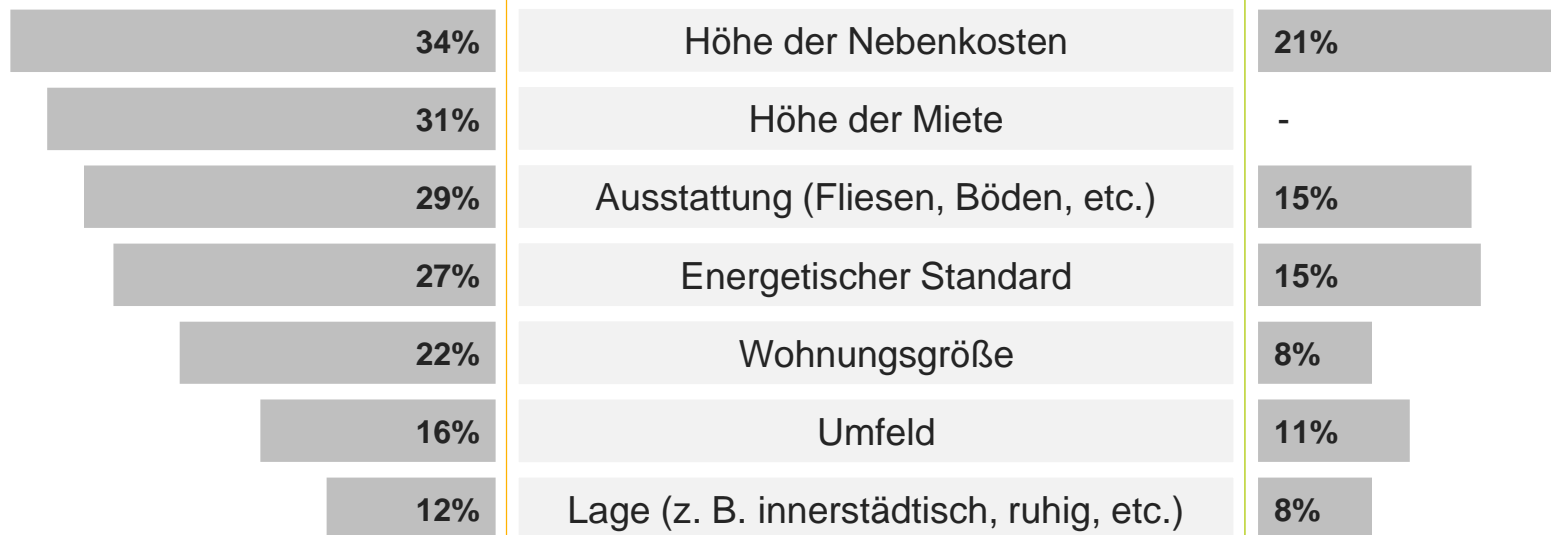 34% Höhe der Nebenkosten 21%
31% Höhe der Miete -
29% Ausstattung (Fliesen, Böden, etc.) 15%
27% Energetischer Standard 15%
22% Wohnungsgröße 8%
16% Umfeld 11%
12% Lage (z. B. innerstädtisch, ruhig, etc.) 8%